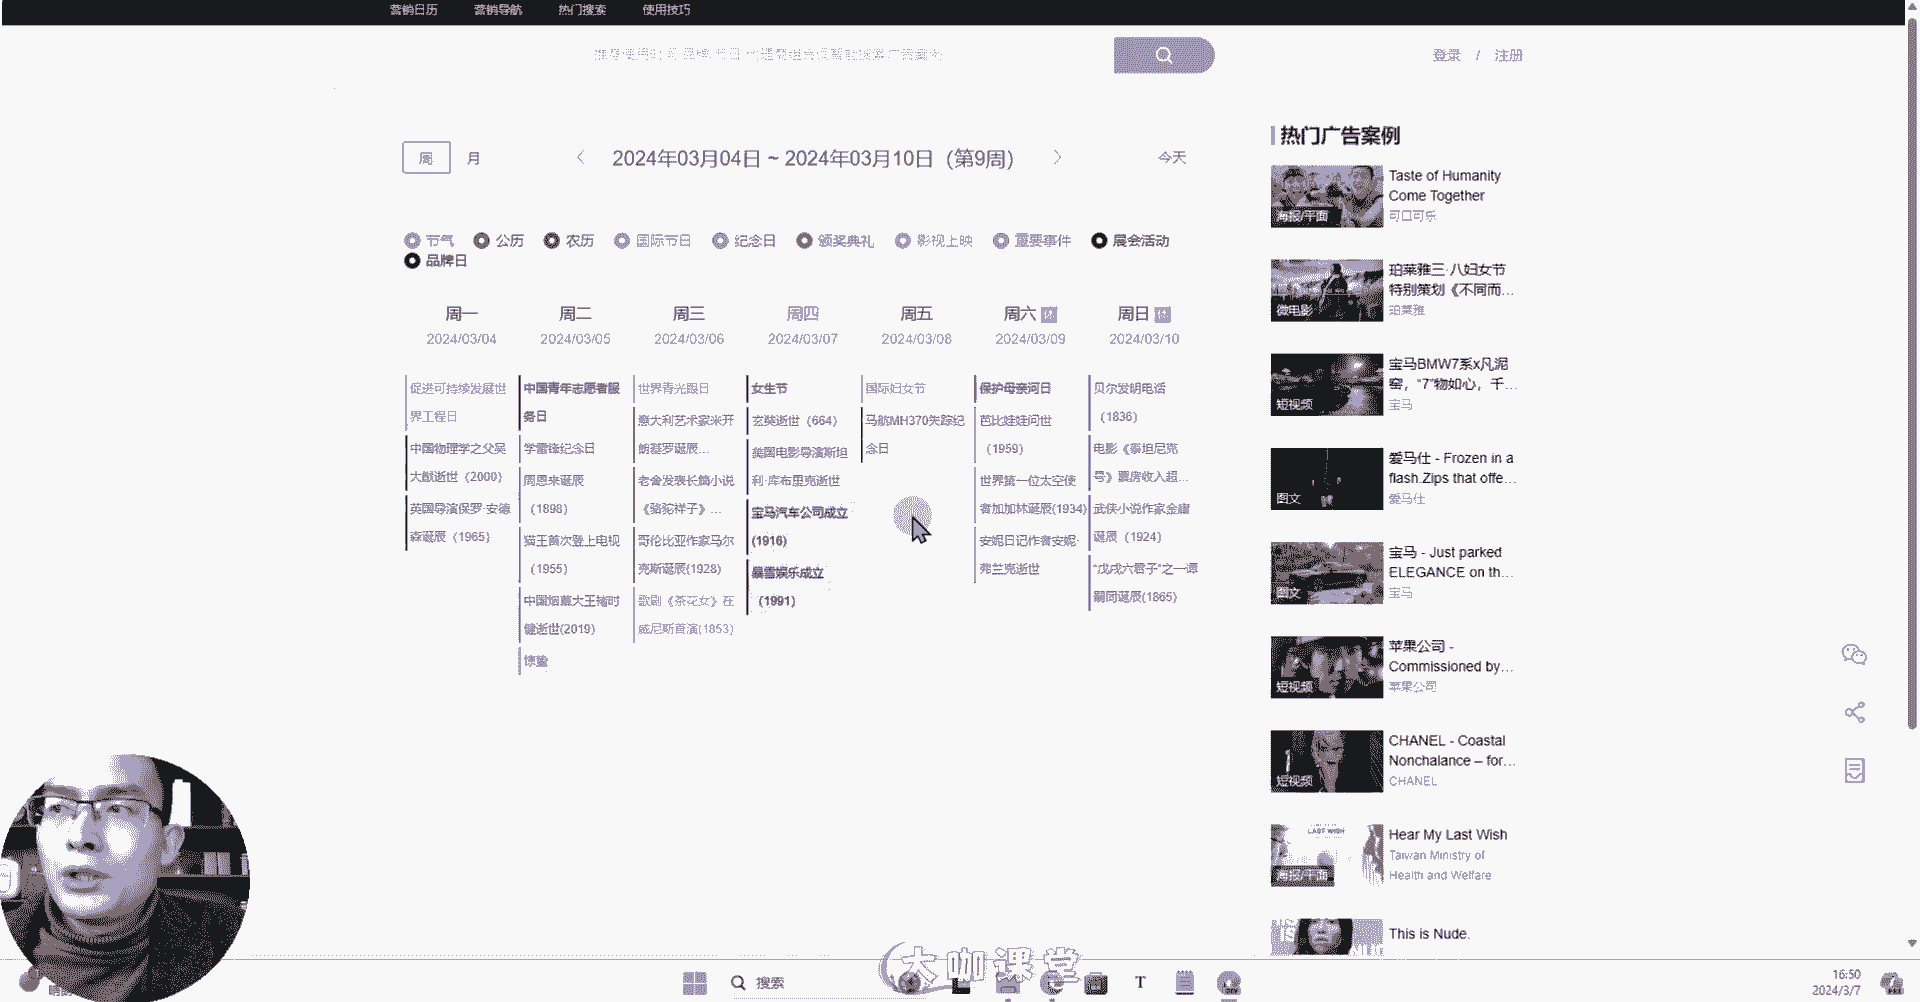 营销日历 营销导航 热门搜索 使用技巧
登录 / 注册
周 月 2024年03月04日 ~ 2024年03月10日（第9周） 今天
节气 公历 农历 国际节日 纪念日 颁奖典礼 影视上映 重要事件 展会活动
品牌日
周一 周二 周三 周四 周五 周六 休 周日 休
2024/03/04 2024/03/05 2024/03/06 2024/03/07 2024/03/08 2024/03/09 2024/03/10
促进可持续发展世
界工程日
中国物理学之父吴
大猷逝世（2000）
英国导演保罗·安德
森诞辰（1965）
中国青年志愿者服
务日
学雷锋纪念日
周恩来诞辰
（1898）
猫王首次登上电视
（1955）
中国烟草大王褚时
健逝世(2019)
惊蛰
世界青光眼日
意大利艺术家米开
朗基罗诞辰...
老舍发表长篇小说
《骆驼祥子》...
哥伦比亚作家马尔
克斯诞辰(1928)
歌剧《茶花女》在
威尼斯首演(1853)
女生节
玄奘逝世（664）
美国电影导演斯坦
利·库布里克逝世
宝马汽车公司成立
(1916)
暴雪娱乐成立
（1991）
国际妇女节
马航MH370失踪纪
念日
保护母亲河日
芭比娃娃问世
（1959）
世界第一位太空使
者加加林诞辰(1934)
安妮日记作者安妮·
弗兰克逝世
贝尔发明电话
（1836）
电影《泰坦尼克
号》票房收入超...
武侠小说作家金庸
诞辰（1924）
“戊戌六君子”之一谭
嗣同诞辰(1865)
热门广告案例
海报/平面
Taste of Humanity
Come Together
可口可乐
微电影
珀莱雅三·八妇女节
特别策划《不同而...
珀莱雅
短视频
宝马BMW7系x凡泥
窑，“7”物如心，千...
宝马
图文
爱马仕 - Frozen in a
flash.Zips that offe...
爱马仕
图文
宝马 - Just parked
ELEGANCE on th...
宝马
短视频
苹果公司 -
Commissioned by...
苹果公司
短视频
CHANEL - Coastal
Nonchalance – for...
CHANEL
LAST WISH
海报/平面
Hear My Last Wish
Taiwan Ministry of
Health and Welfare
This is Nude.
大咖课堂
搜索
T
16:50
2024/3/7